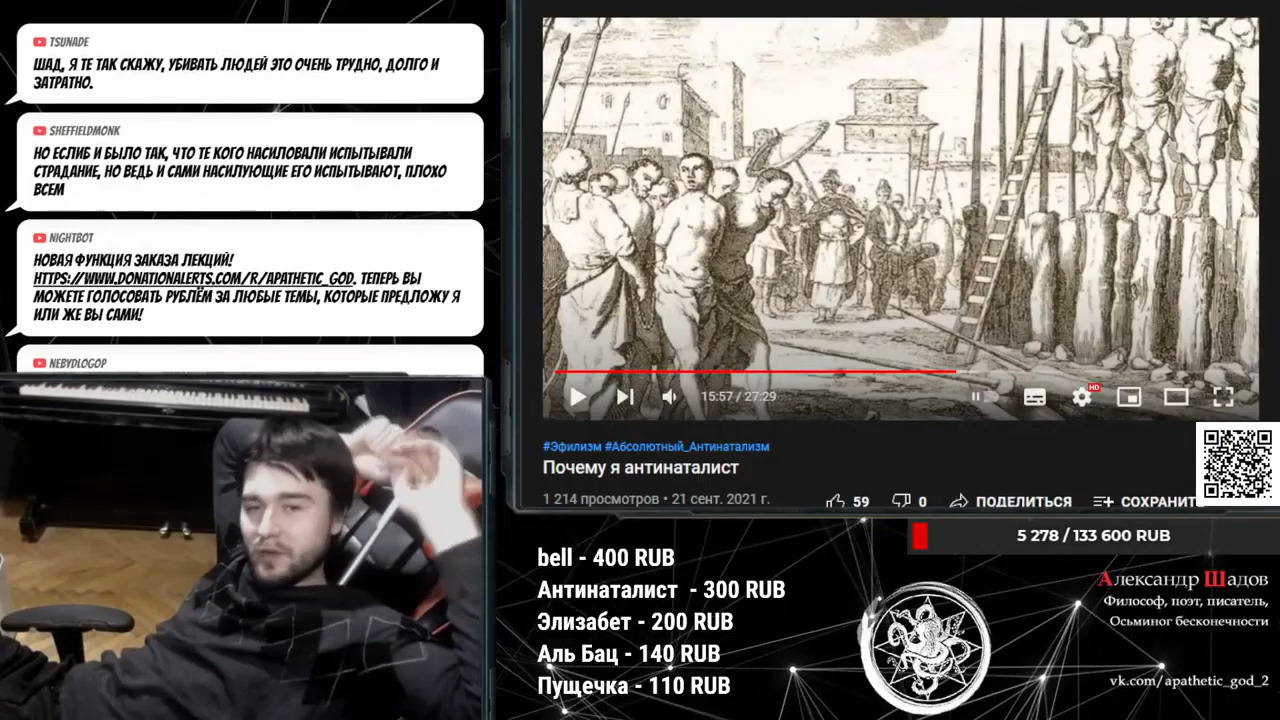 TSUNADE
ШАД, Я ТЕ ТАК СКАЖУ, УБИВАТЬ ЛЮДЕЙ ЭТО ОЧЕНЬ ТРУДНО, ДОЛГО И
ЗАТРАТНО.
SHEFFIELDMONK
НО ЕСЛИБ И БЫЛО ТАК, ЧТО ТЕ КОГО НАСИЛОВАЛИ ИСПЫТЫВАЛИ
СТРАДАНИЕ, НО ВЕДЬ И САМИ НАСИЛУЮЩИЕ ЕГО ИСПЫТЫВАЮТ, ПЛОХО
ВСЕМ
NIGHTBOT
НОВАЯ ФУНКЦИЯ ЗАКАЗА ЛЕКЦИЙ!
HTTPS://WWW.DONATIONALERTS.COM/R/APATHETIC_GOD. ТЕПЕРЬ ВЫ
МОЖЕТЕ ГОЛОСОВАТЬ РУБЛЁМ ЗА ЛЮБЫЕ ТЕМЫ, КОТОРЫЕ ПРЕДЛОЖУ Я
ИЛИ ЖЕ ВЫ САМИ!
NEBYDLOGOP
15:57 / 27:29
HD
#Эфилизм #Абсолютный_Антинатализм
Почему я антинаталист
1 214 просмотров • 21 сент. 2021 г.
59
0
ПОДЕЛИТЬСЯ
СОХРАНИТЬ
5 278 / 133 600 RUB
bell - 400 RUB
Антинаталист - 300 RUB
Элизабет - 200 RUB
Аль Бац - 140 RUB
Пущечка - 110 RUB
Александр Шадов
Философ, поэт, писатель,
Осьминог бесконечности
vk.com/apathetic_god_2